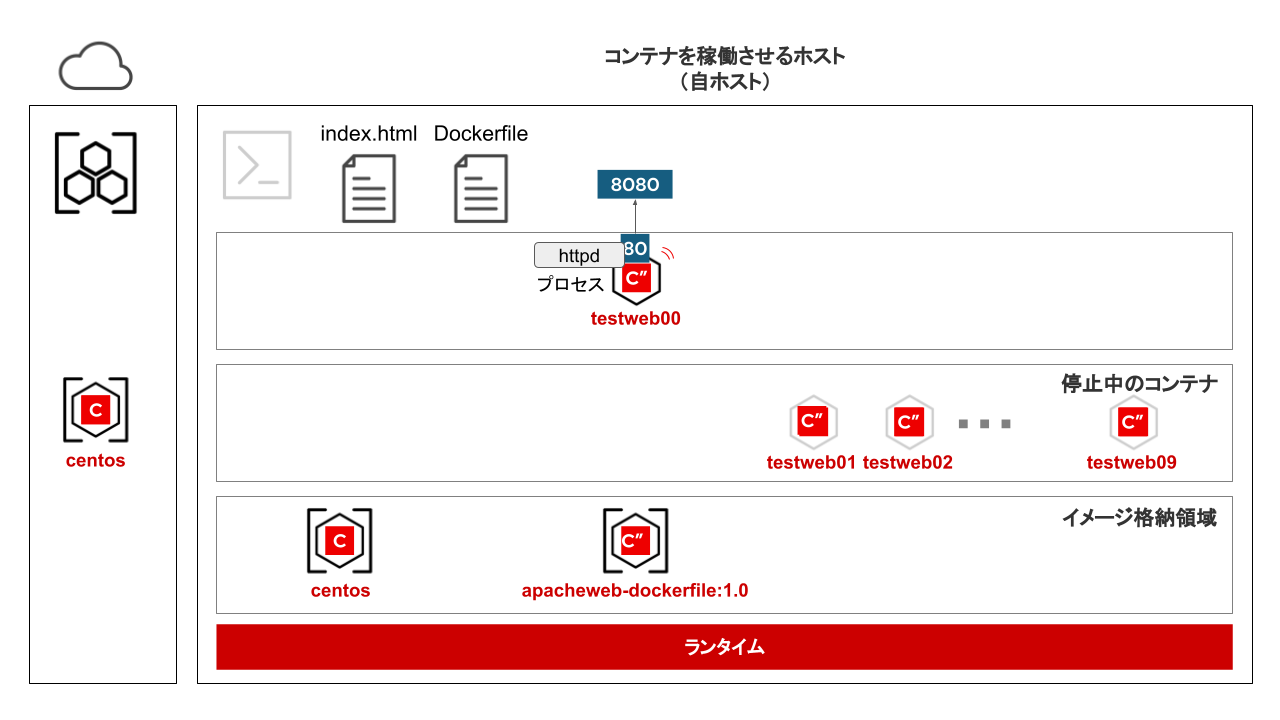 コンテナを稼働させるホスト
（自ホスト）
index.html Dockerfile
8080
80
httpd
プロセス
C”
testweb00
停止中のコンテナ
C” C” C”
testweb01 testweb02 testweb09
C
centos
イメージ格納領域
C C”
centos apacheweb-dockerfile:1.0
ランタイム